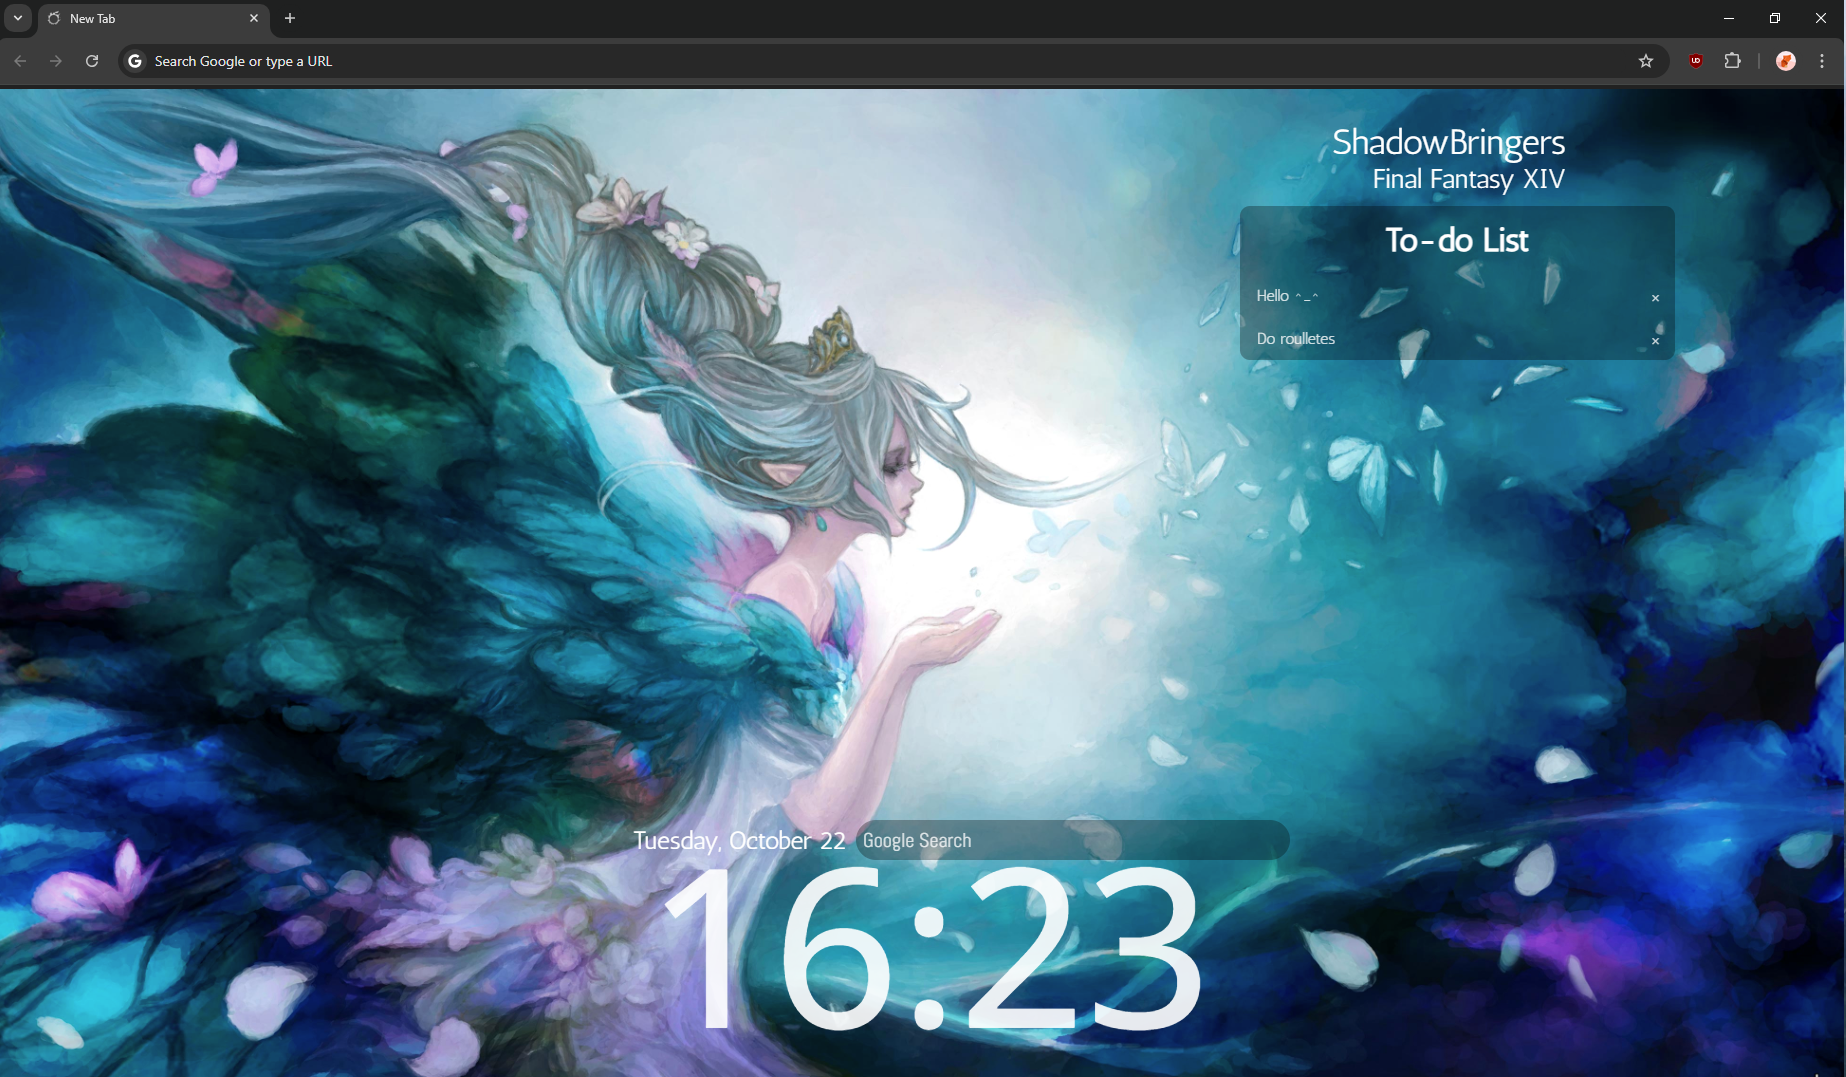 New Tab
Search Google or type a URL
ShadowBringers
Final Fantasy XIV
To-do List
Hello ^_^
×
Do roulletes
×
Tuesday, October 22
Google Search
16:23